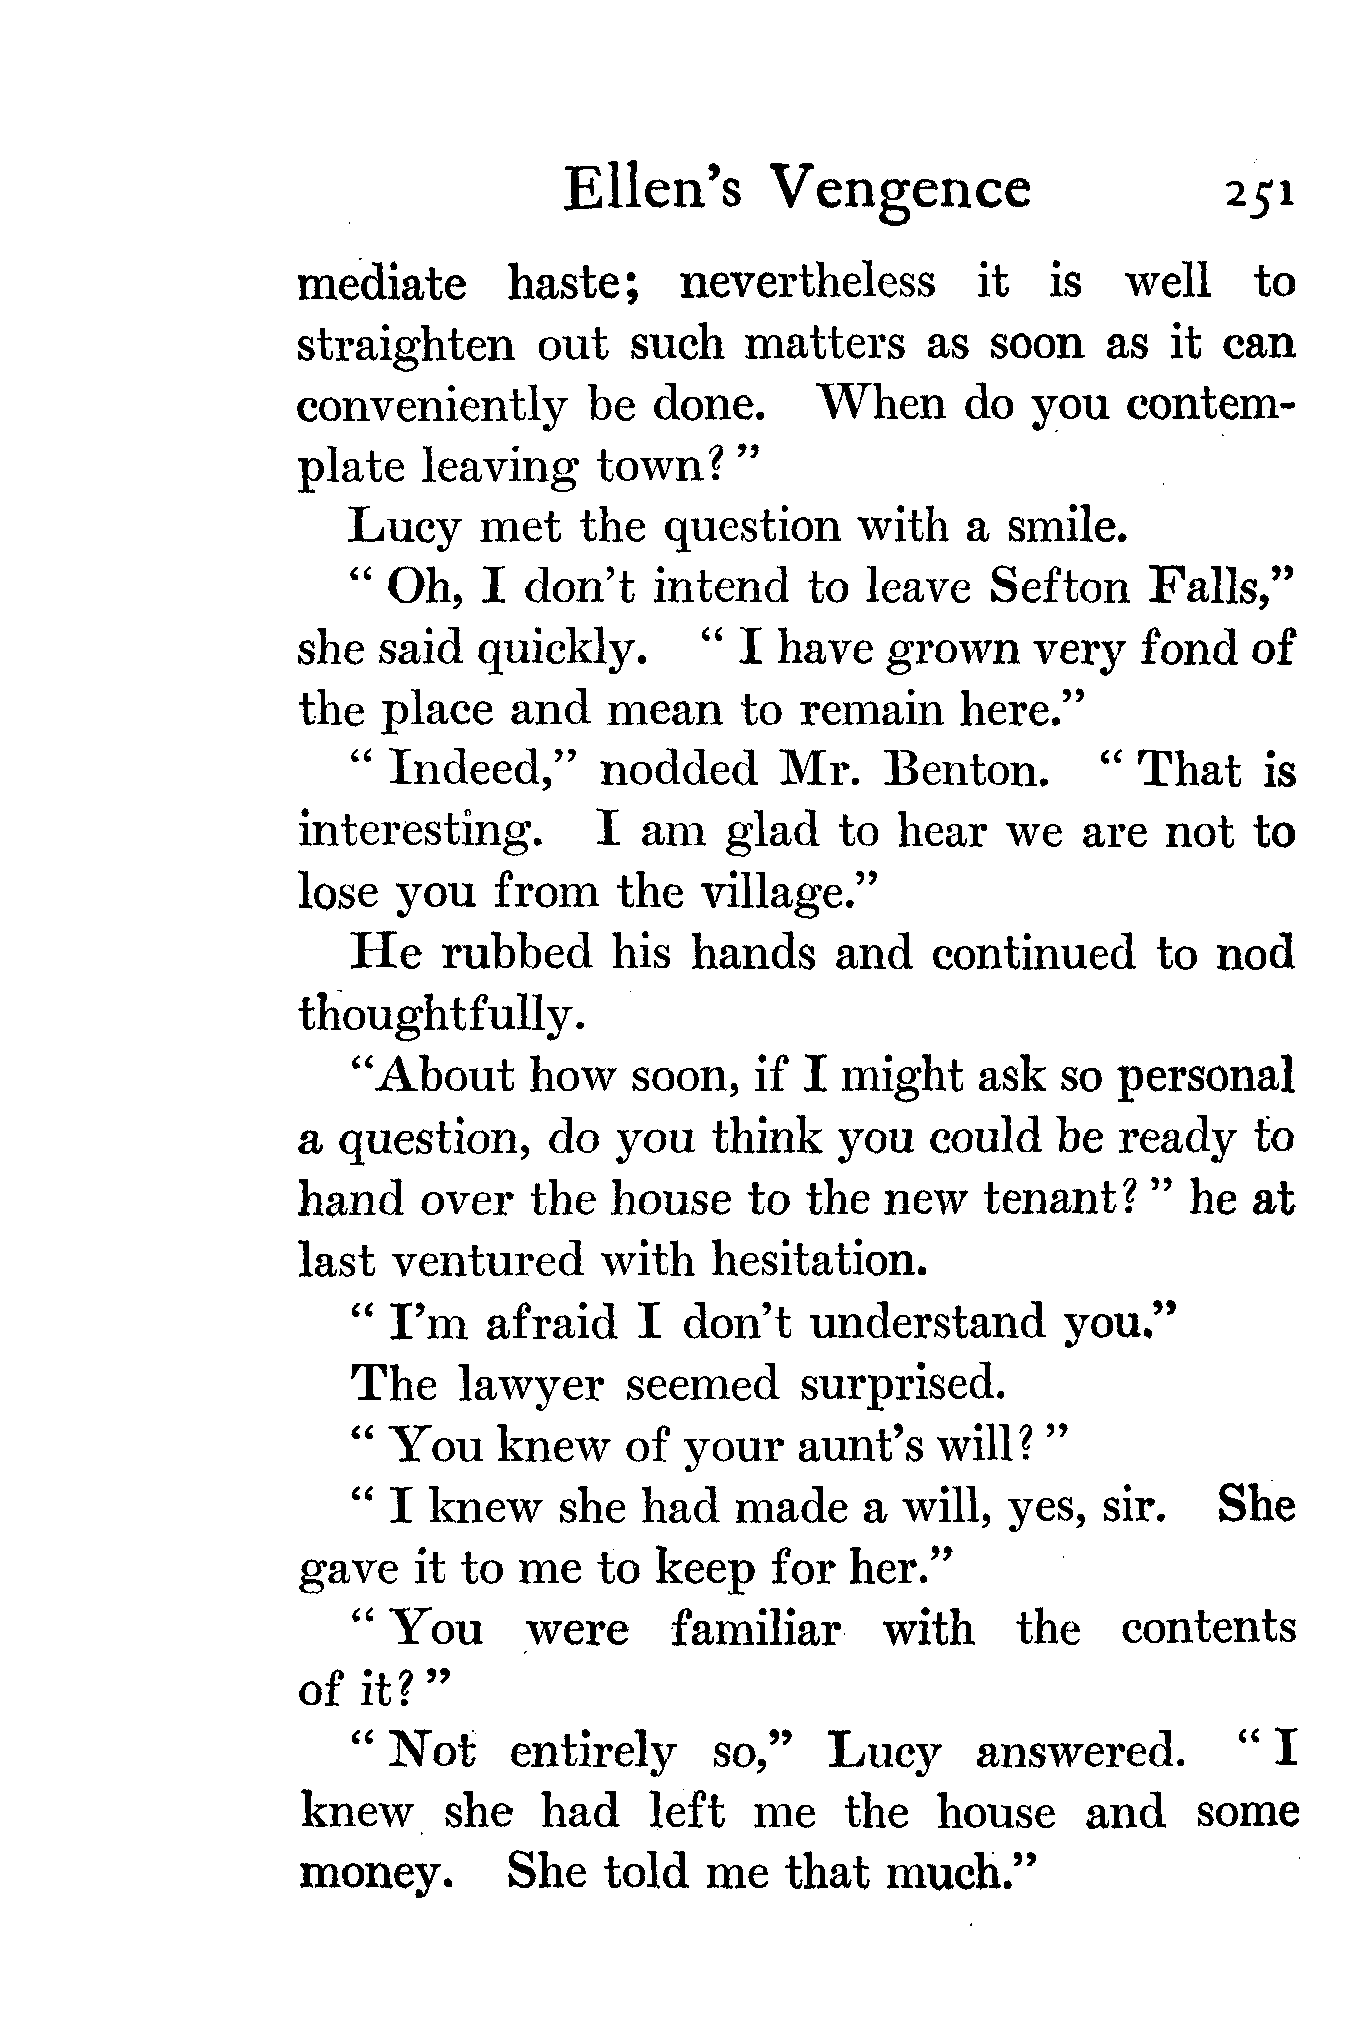 Ellen's Vengence 251
mediate haste; nevertheless it is well to
straighten out such matters as soon as it can
conveniently be done. When do you contem-
plate leaving town?"
Lucy met the question with a smile.
"Oh, I don't intend to leave Sefton Falls,"
she said quickly. "I have grown very fond of
the place and mean to remain here."
"Indeed," nodded Mr. Benton. "That is
interesting. I am glad to hear we are not to
lose you from the village."
He rubbed his hands and continued to nod
thoughtfully.
"About how soon, if I might ask so personal
a question, do you think you could be ready to
hand over the house to the new tenant?" he at
last ventured with hesitation.
"I'm afraid I don't understand you."
The lawyer seemed surprised.
"You knew of your aunt's will?"
"I knew she had made a will, yes, sir. She
gave it to me to keep for her."
"You were familiar with the contents
of it?"
"Not entirely so," Lucy answered. "I
knew she had left me the house and some
money. She told me that much."